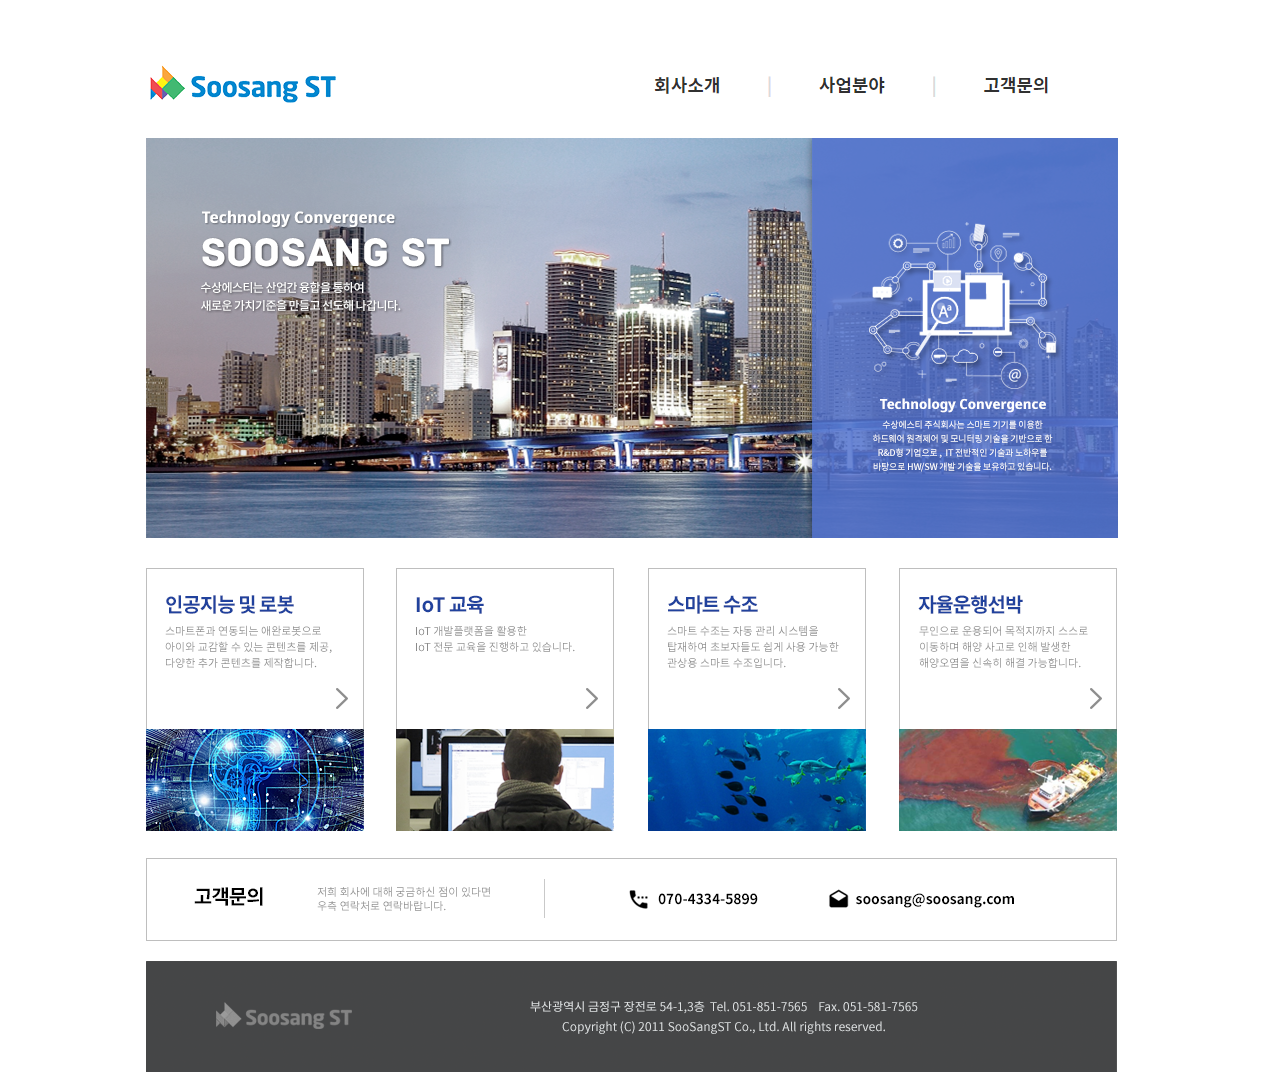 Soosang ST
회사소개
사업분야
고객문의
Technology Convergence
SOOSANG ST
수상에스티는 산업간 융합을 통하여
새로운 가치기준을 만들고 선도해 나갑니다.
Aª
@
Technology Convergence
수상에스티 주식회사는 스마트 기기를 이용한
하드웨어 원격제어 및 모니터링 기술을 기반으로 한
R&D형 기업으로 , IT 전반적인 기술과 노하우를
바탕으로 HW/SW 개발 기술을 보유하고 있습니다.
인공지능 및 로봇
스마트폰과 연동되는 애완로봇으로
아이와 교감할 수 있는 콘텐츠를 제공,
다양한 추가 콘텐츠를 제작합니다.
IoT 교육
IoT 개발플랫폼을 활용한
IoT 전문 교육을 진행하고 있습니다.
스마트 수조
스마트 수조는 자동 관리 시스템을
탑재하여 초보자들도 쉽게 사용 가능한
관상용 스마트 수조입니다.
자율운행선박
무인으로 운용되어 목적지까지 스스로
이동하며 해양 사고로 인해 발생한
해양오염을 신속히 해결 가능합니다.
고객문의
저희 회사에 대해 궁금하신 점이 있다면
우측 연락처로 연락바랍니다.
070-4334-5899
soosang@soosang.com
Soosang ST
부산광역시 금정구 장전로 54-1,3층 Tel. 051-851-7565 Fax. 051-581-7565
Copyright (C) 2011 SooSangST Co., Ltd. All rights reserved.